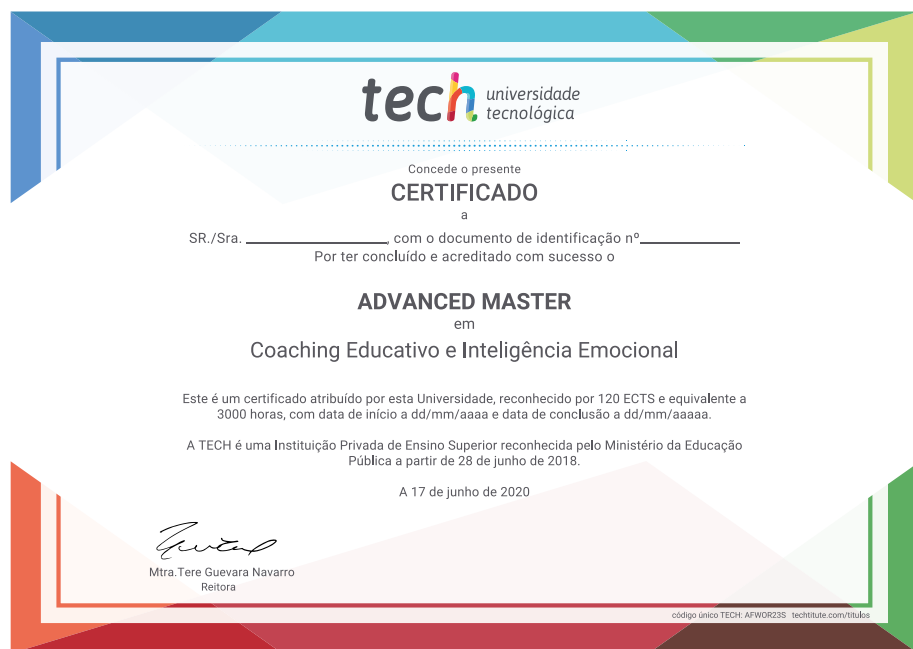 tech universidade
tecnológica
Concede o presente
CERTIFICADO
a
SR./Sra. ________________, com o documento de identificação nº___________
Por ter concluído e acreditado com sucesso o
ADVANCED MASTER
em
Coaching Educativo e Inteligência Emocional
Este é um certificado atribuído por esta Universidade, reconhecido por 120 ECTS e equivalente a
3000 horas, com data de início a dd/mm/aaaa e data de conclusão a dd/mm/aaaaa.
A TECH é uma Instituição Privada de Ensino Superior reconhecida pelo Ministério da Educação
Pública a partir de 28 de junho de 2018.
A 17 de junho de 2020
Mtra.Tere Guevara Navarro
Reitora
código único TECH: AFWOR23S techtitute.com/titulos